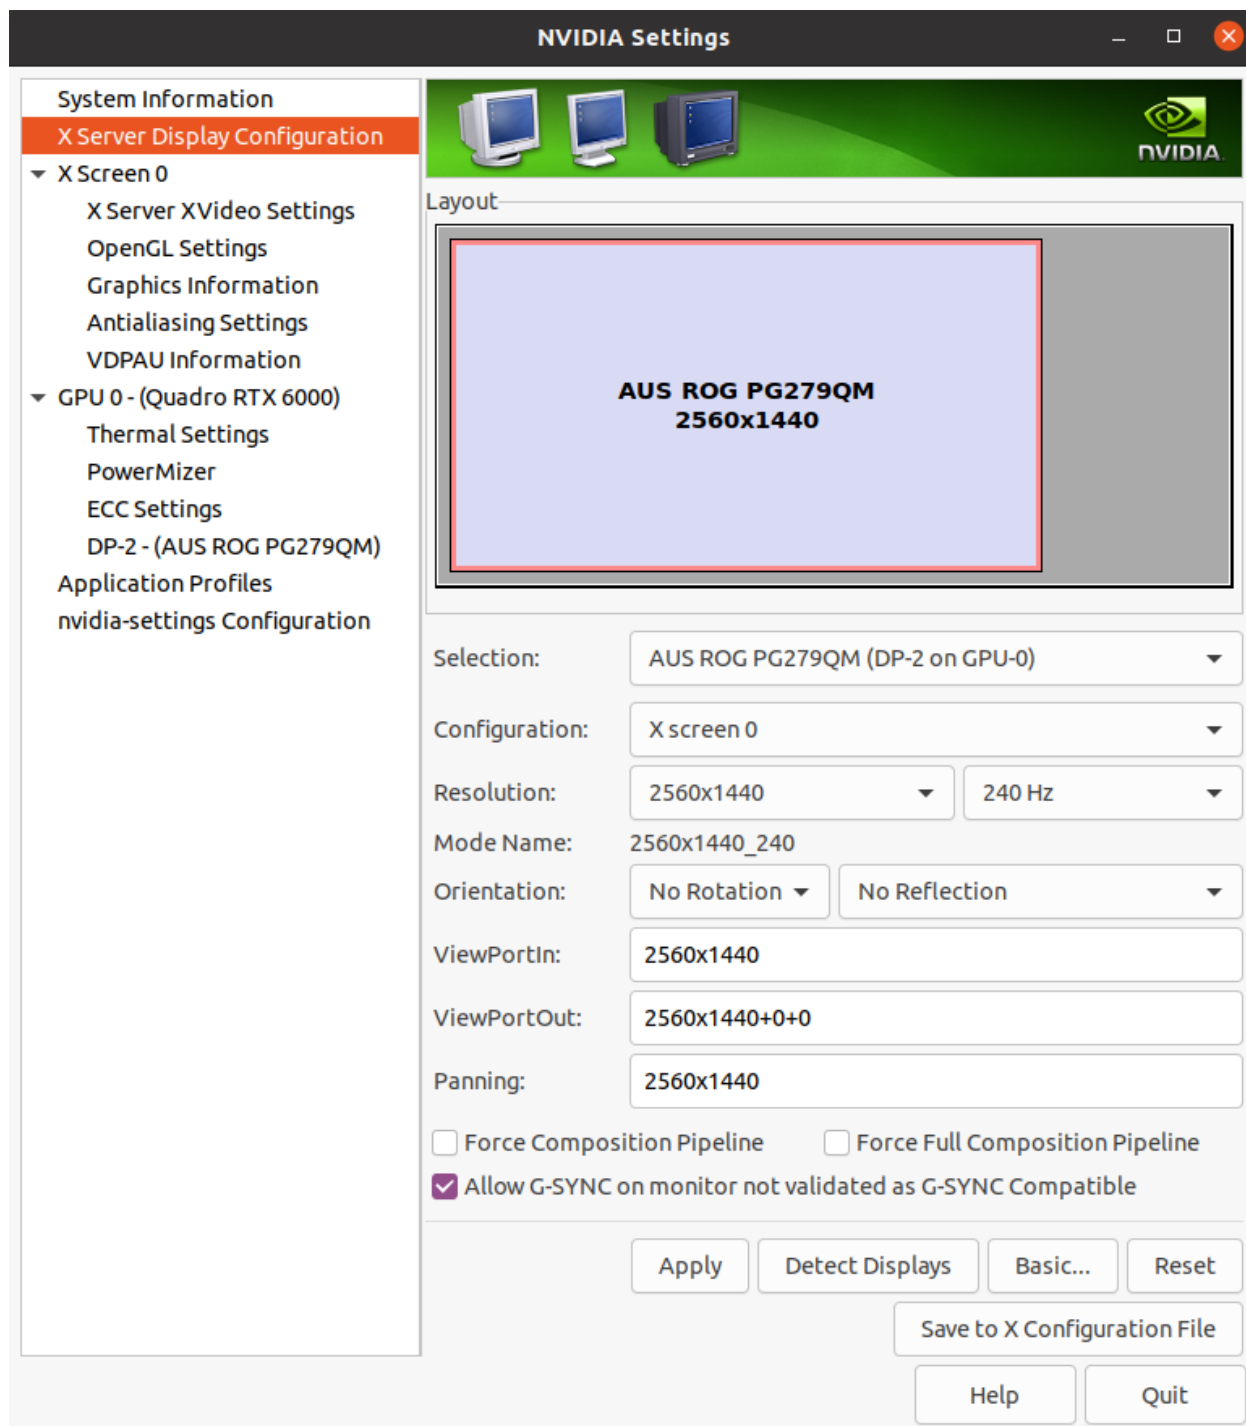 NVIDIA Settings
System Information
X Server Display Configuration
X Screen 0
X Server XVideo Settings
OpenGL Settings
Graphics Information
Antialiasing Settings
VDPAU Information
GPU 0 - (Quadro RTX 6000)
Thermal Settings
PowerMizer
ECC Settings
DP-2 - (AUS ROG PG279QM)
Application Profiles
nvidia-settings Configuration
NVIDIA.
Layout
AUS ROG PG279QM
2560x1440
Selection: AUS ROG PG279QM (DP-2 on GPU-0)
Configuration: X screen 0
Resolution: 2560x1440 240 Hz
Mode Name: 2560x1440_240
Orientation: No Rotation No Reflection
ViewPortIn: 2560x1440
ViewPortOut: 2560x1440+0+0
Panning: 2560x1440
Force Composition Pipeline Force Full Composition Pipeline
Allow G-SYNC on monitor not validated as G-SYNC Compatible
Apply Detect Displays Basic... Reset
Save to X Configuration File
Help Quit